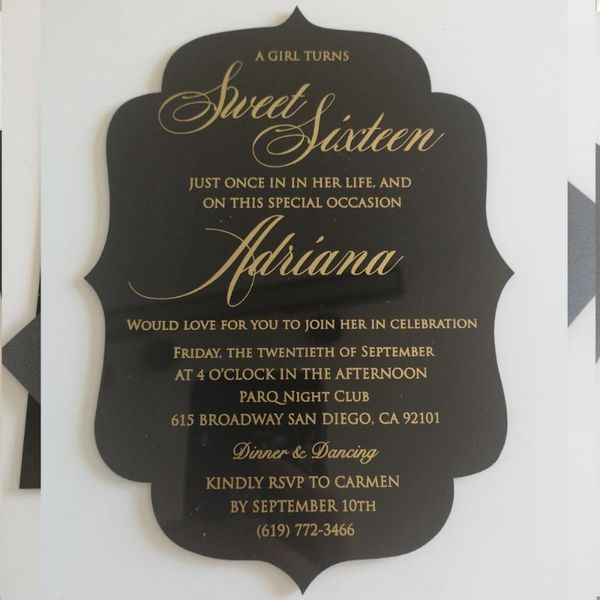 A GIRL TURNS
Sweet Sixteen
JUST ONCE IN IN HER LIFE, AND
ON THIS SPECIAL OCCASION
Adriana
WOULD LOVE FOR YOU TO JOIN HER IN CELEBRATION
FRIDAY, THE TWENTIETH OF SEPTEMBER
AT 4 O'CLOCK IN THE AFTERNOON
PARQ NIGHT CLUB
615 BROADWAY SAN DIEGO, CA 92101
Dinner & Dancing
KINDLY RSVP TO CARMEN
BY SEPTEMBER 10TH
(619) 772-3466